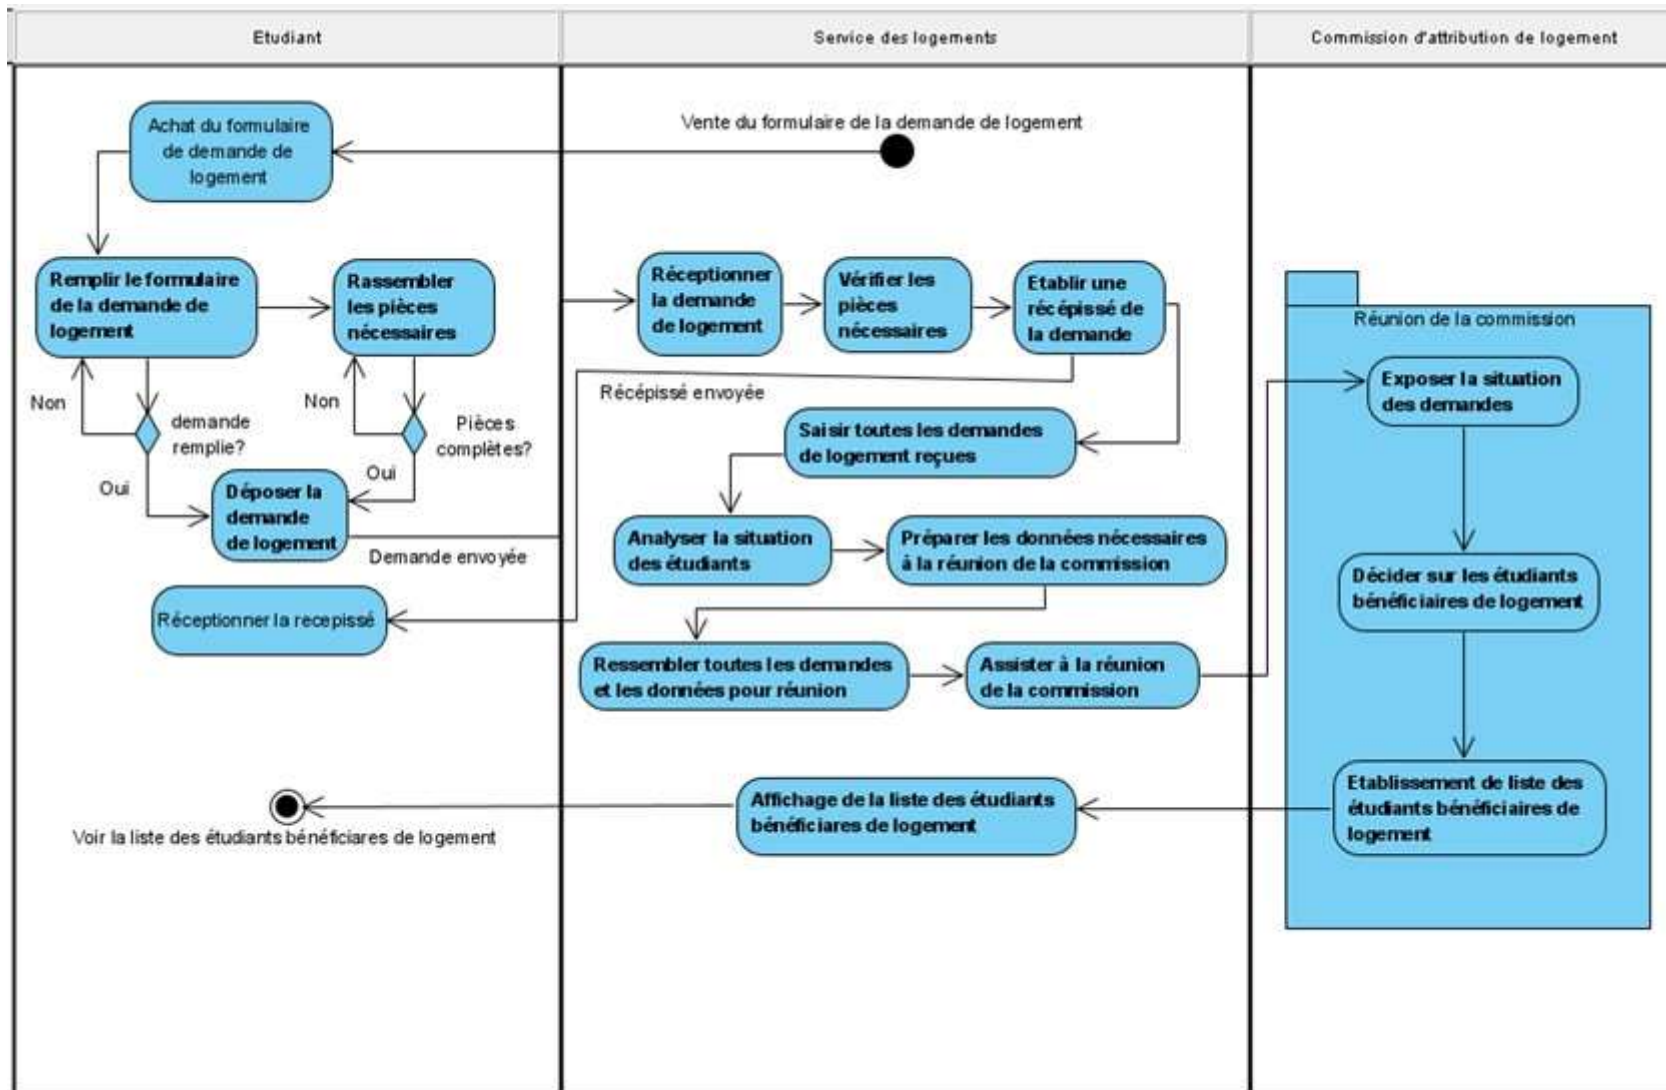 Etudiant
Service des logements
Commission d'attribution de logement
Achat du formulaire
de demande de
logement
Vente du formulaire de la demande de logement
Remplir le formulaire
de la demande de
logement
Rassembler
les pièces
nécessaires
Réceptionner
la demande
de logement
Vérifier les
pièces
nécessaires
Etablir une
récépissé de
la demande
Réunion de la commission
Exposer la situation
des demandes
Non
demande
remplie?
Non
Pièces
complètes?
Récépissé envoyée
Saisir toutes les demandes
de logement reçues
Oui
Oui
Déposer la
demande
de logement
Demande envoyée
Analyser la situation
des étudiants
Préparer les données nécessaires
à la réunion de la commission
Décider sur les étudiants
bénéficiaires de logement
Réceptionner la recepissé
Ressembler toutes les demandes
et les données pour réunion
Assister à la réunion
de la commission
Voir la liste des étudiants bénéficiares de logement
Affichage de la liste des étudiants
bénéficiares de logement
Etablissement de liste des
étudiants bénéficiaires de
logement